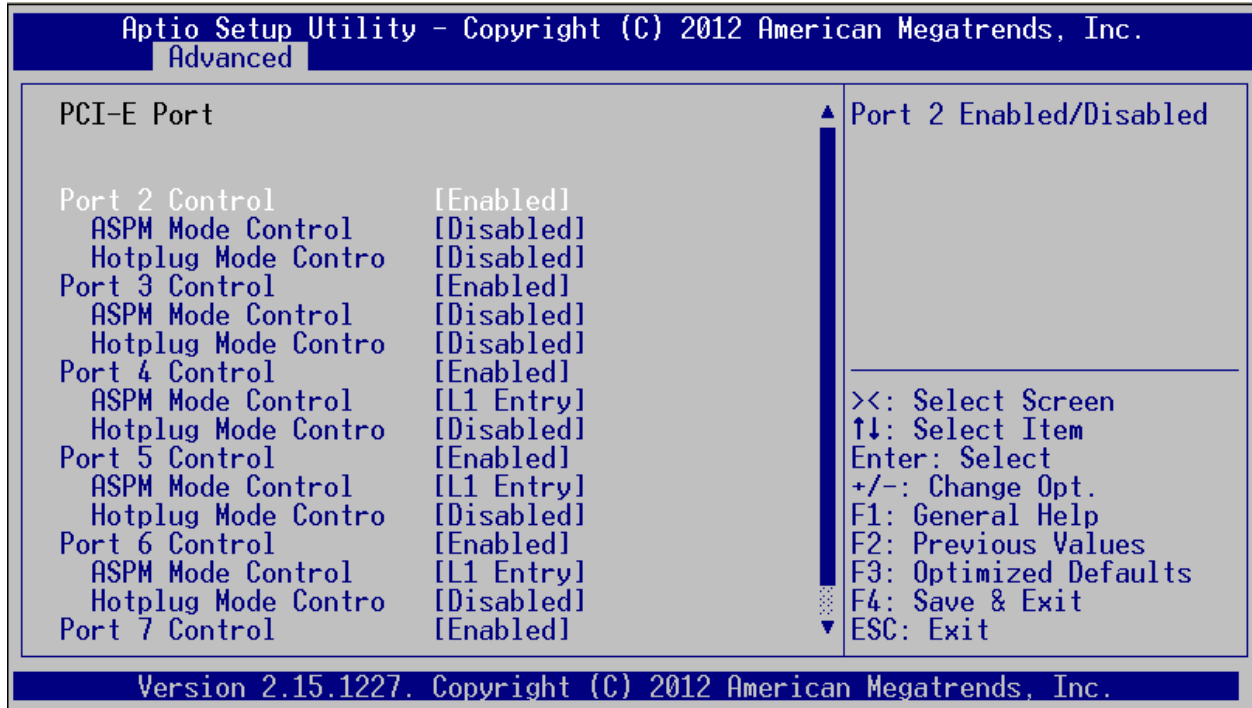 Aptio Setup Utility - Copyright (C) 2012 American Megatrends, Inc.
Advanced
PCI-E Port
Port 2 Control [Enabled]
ASPM Mode Control [Disabled]
Hotplug Mode Contro [Disabled]
Port 3 Control [Enabled]
ASPM Mode Control [Disabled]
Hotplug Mode Contro [Disabled]
Port 4 Control [Enabled]
ASPM Mode Control [L1 Entry]
Hotplug Mode Contro [Disabled]
Port 5 Control [Enabled]
ASPM Mode Control [L1 Entry]
Hotplug Mode Contro [Disabled]
Port 6 Control [Enabled]
ASPM Mode Control [L1 Entry]
Hotplug Mode Contro [Disabled]
Port 7 Control [Enabled]
Port 2 Enabled/Disabled
><: Select Screen
↑↓: Select Item
Enter: Select
+/-: Change Opt.
F1: General Help
F2: Previous Values
F3: Optimized Defaults
F4: Save & Exit
ESC: Exit
Version 2.15.1227. Copyright (C) 2012 American Megatrends, Inc.